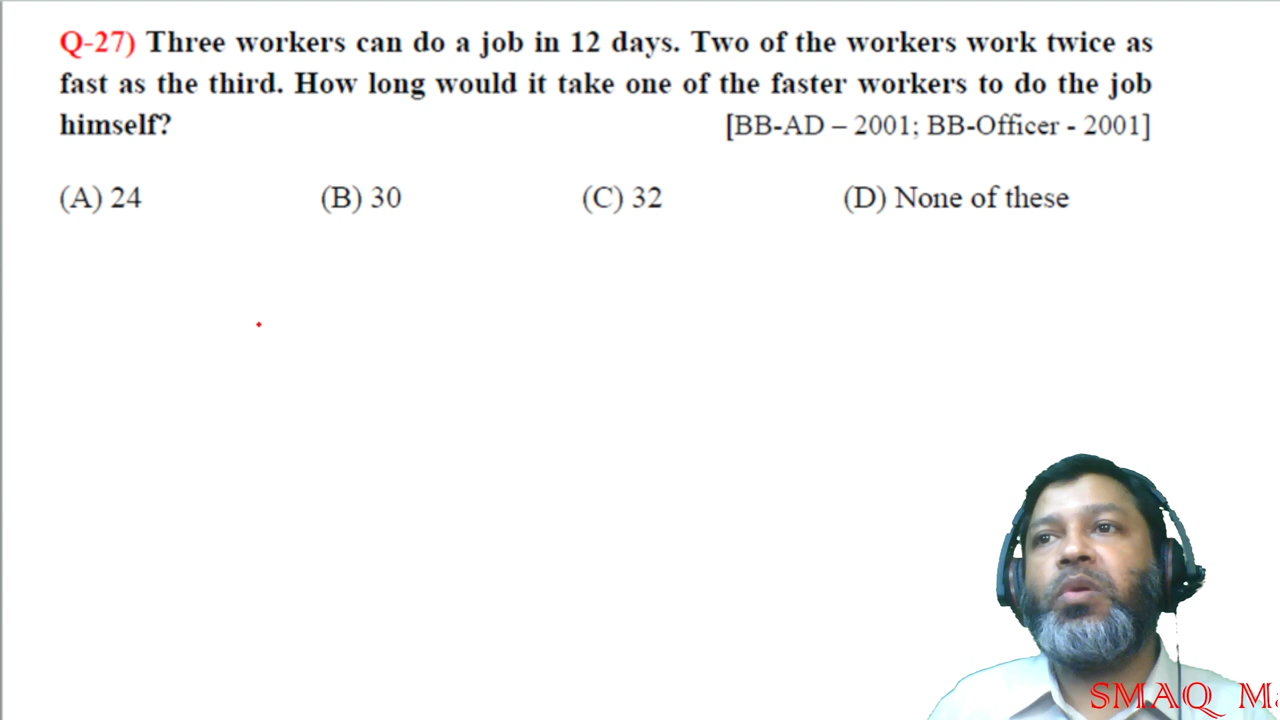 Q-27) Three workers can do a job in 12 days. Two of the workers work twice as
fast as the third. How long would it take one of the faster workers to do the job
himself? [BB-AD – 2001; BB-Officer - 2001]
(A) 24 (B) 30 (C) 32 (D) None of these
SMAQ